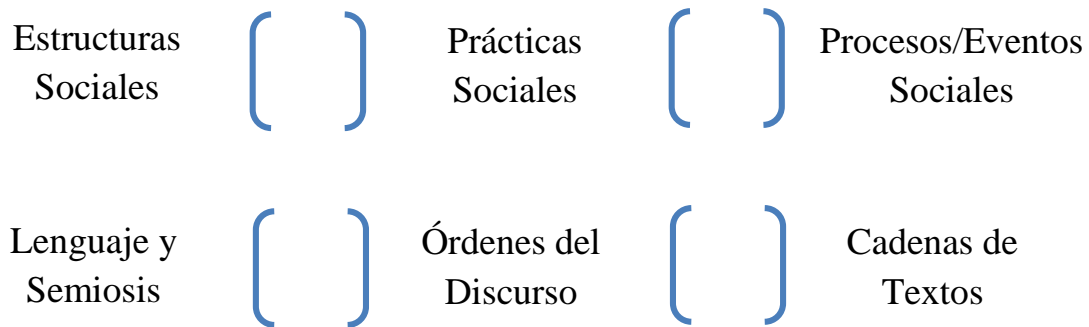 Estructuras
Sociales
Prácticas
Sociales
Procesos/Eventos
Sociales
Lenguaje y
Semiosis
Órdenes del
Discurso
Cadenas de
Textos